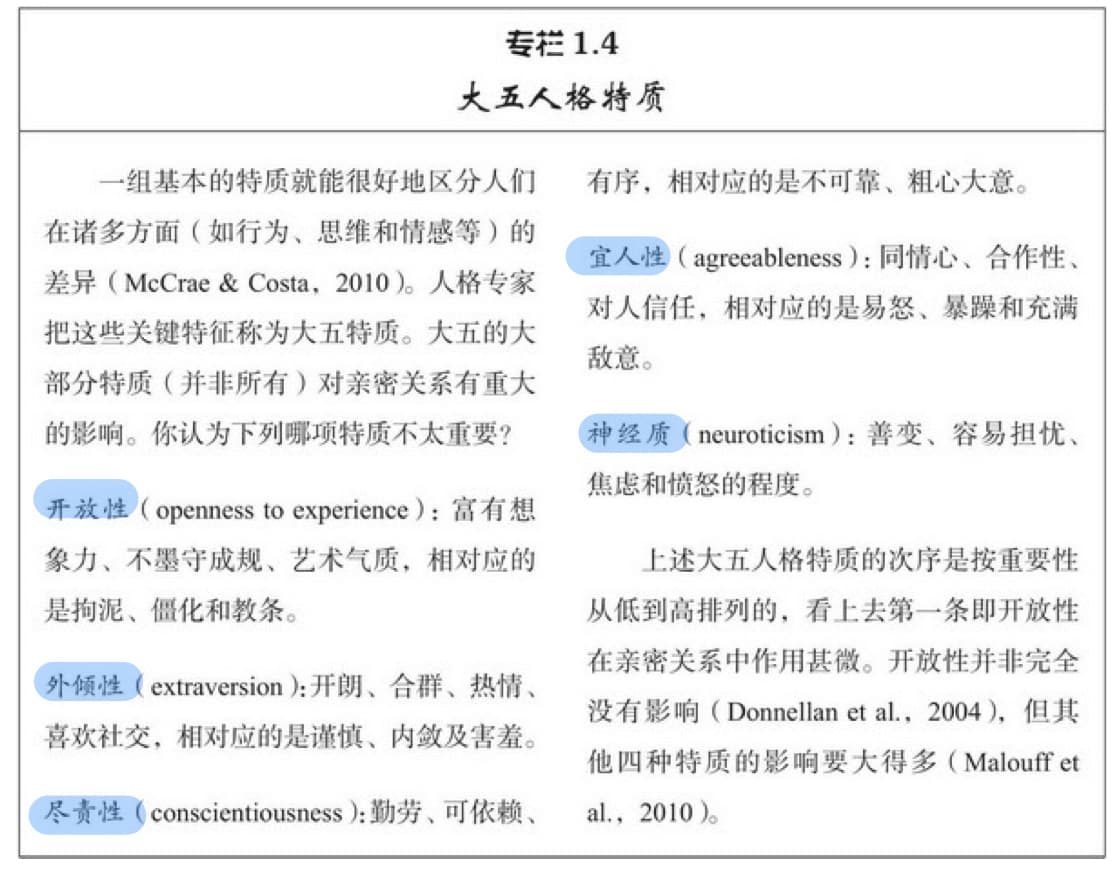 专栏 1.4
大五人格特质
一组基本的特质就能很好地区分人们
在诸多方面（如行为、思维和情感等）的
差异（McCrae & Costa，2010）。人格专家
把这些关键特征称为大五特质。大五的大
部分特质（并非所有）对亲密关系有重大
的影响。你认为下列哪项特质不太重要？
开放性（openness to experience）：富有想
象力、不墨守成规、艺术气质，相对应的
是拘泥、僵化和教条。
外倾性（extraversion）：开朗、合群、热情、
喜欢社交，相对应的是谨慎、内敛及害羞。
尽责性（conscientiousness）：勤劳、可依赖、
有序，相对应的是不可靠、粗心大意。
宜人性（agreeableness）：同情心、合作性、
对人信任，相对应的是易怒、暴躁和充满
敌意。
神经质（neuroticism）：善变、容易担忧、
焦虑和愤怒的程度。
上述大五人格特质的次序是按重要性
从低到高排列的，看上去第一条即开放性
在亲密关系中作用甚微。开放性并非完全
没有影响（Donnellan et al.，2004），但其
他四种特质的影响要大得多（Malouff et
al.，2010）。